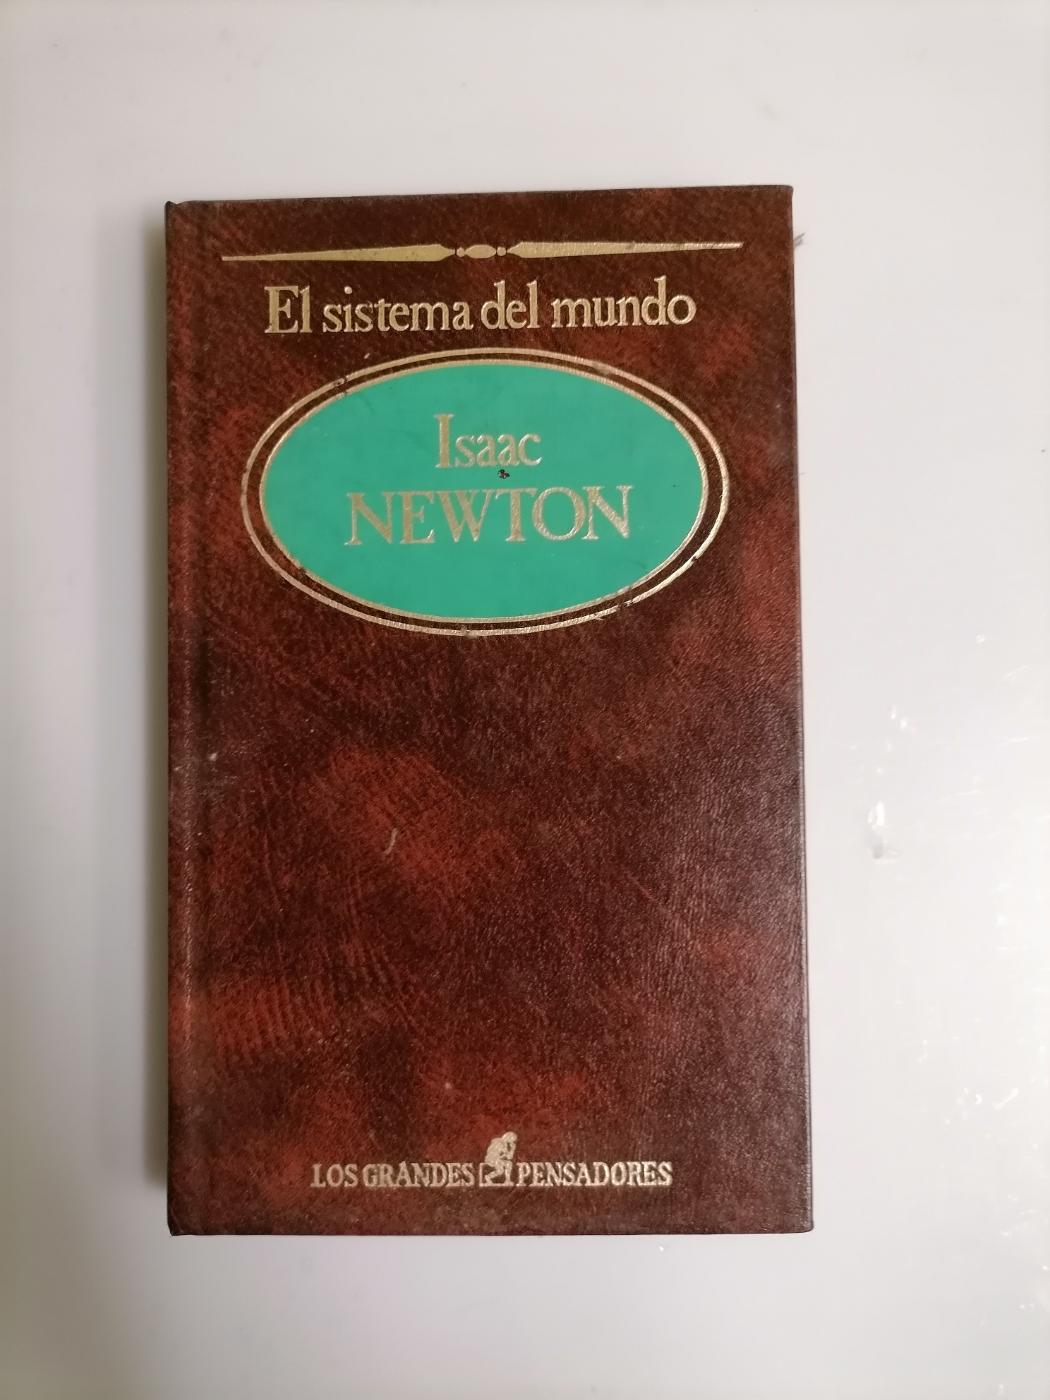 El sistema del mundo
Isaac
NEWTON
LOS GRANDES PENSADORES